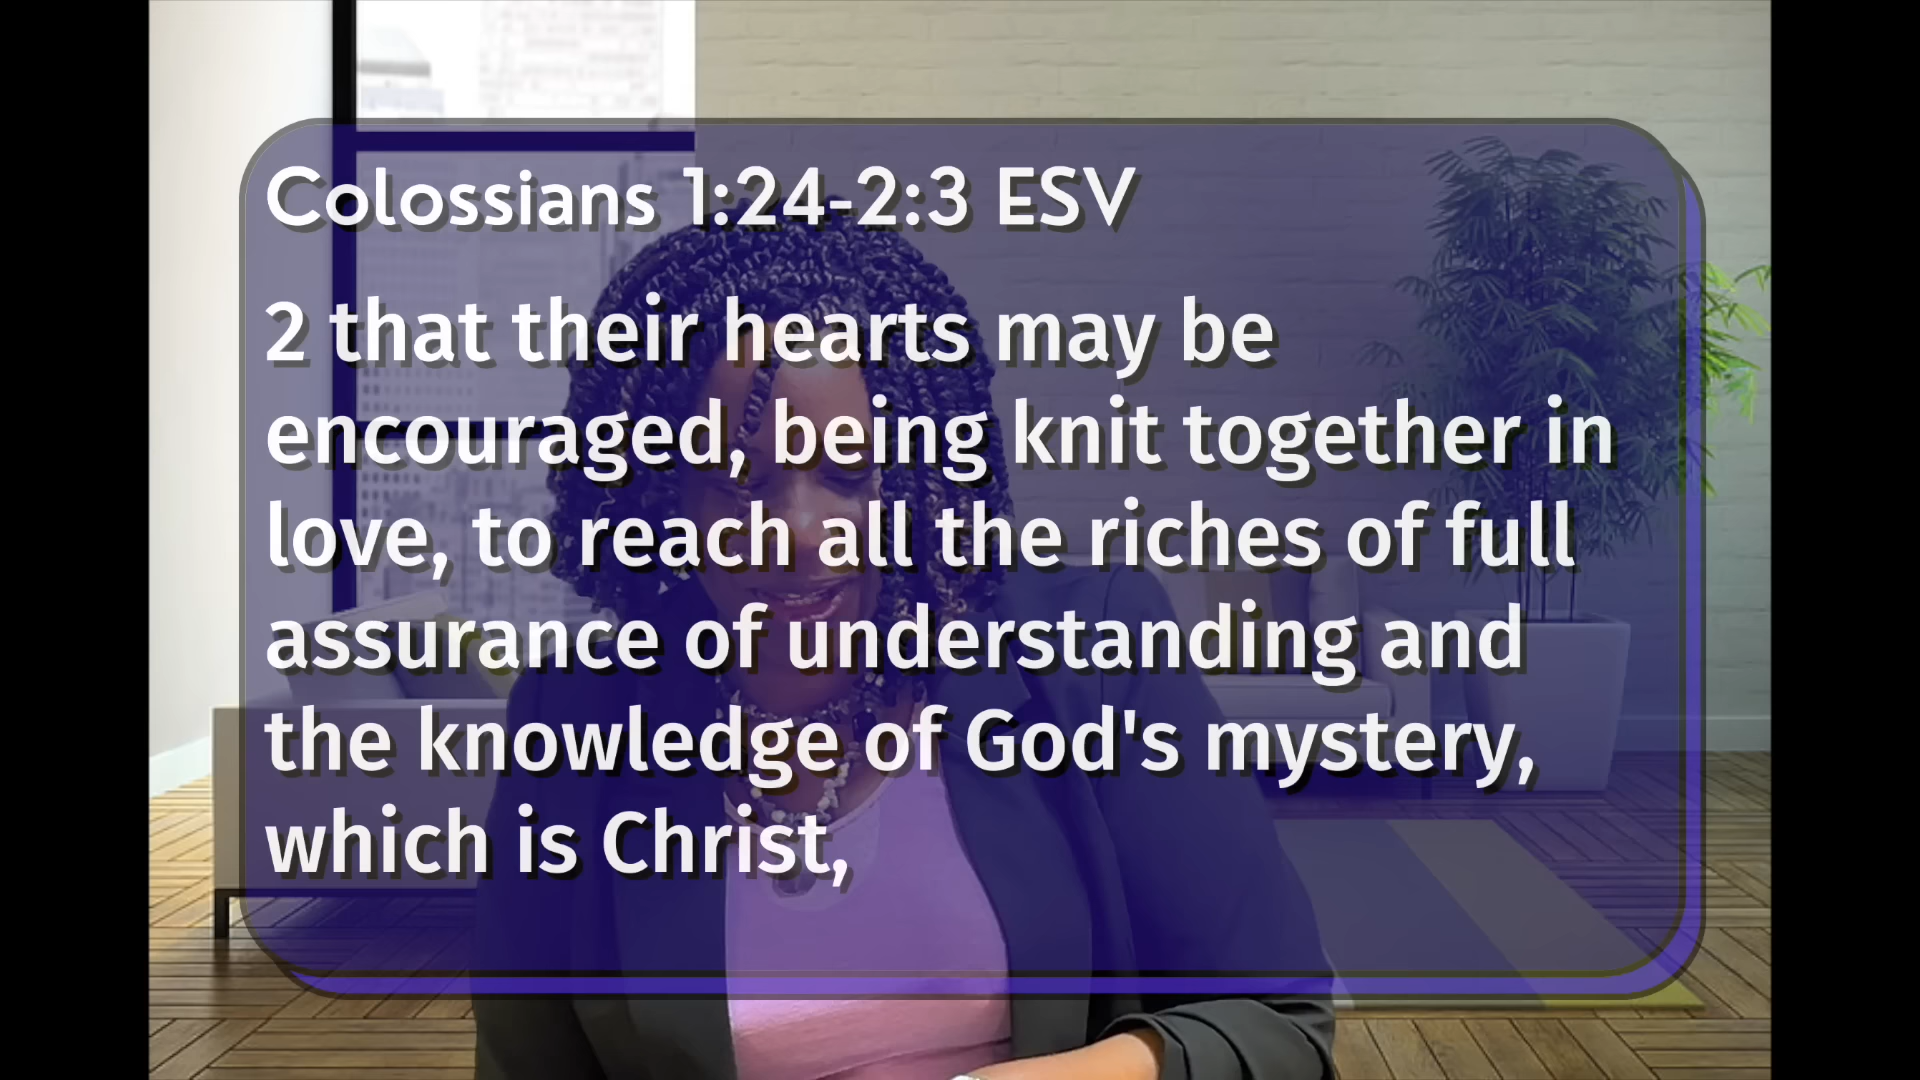 Colossians 1:24-2:3 ESV
2 that their hearts may be
encouraged, being knit together in
love, to reach all the riches of full
assurance of understanding and
the knowledge of God's mystery,
which is Christ,